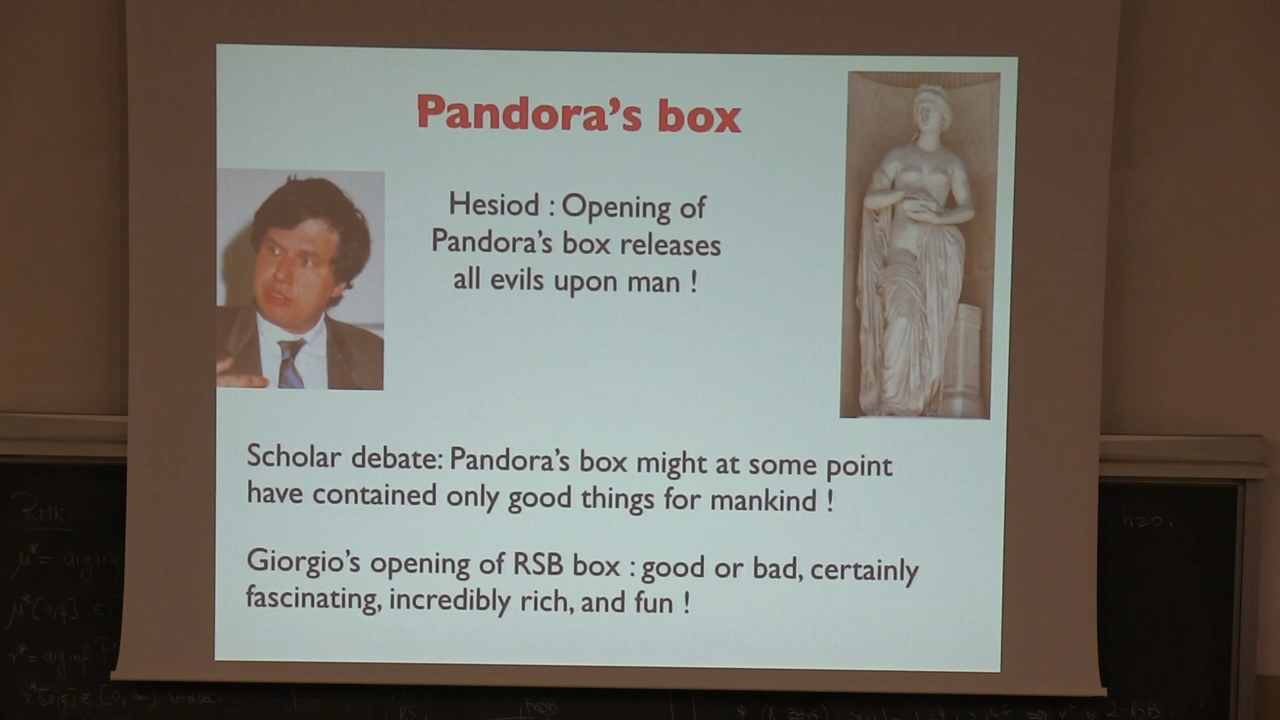 Pandora's box
Hesiod : Opening of
Pandora's box releases
all evils upon man !
Scholar debate: Pandora's box might at some point
have contained only good things for mankind !
Giorgio's opening of RSB box : good or bad, certainly
fascinating, incredibly rich, and fun !
RMK: